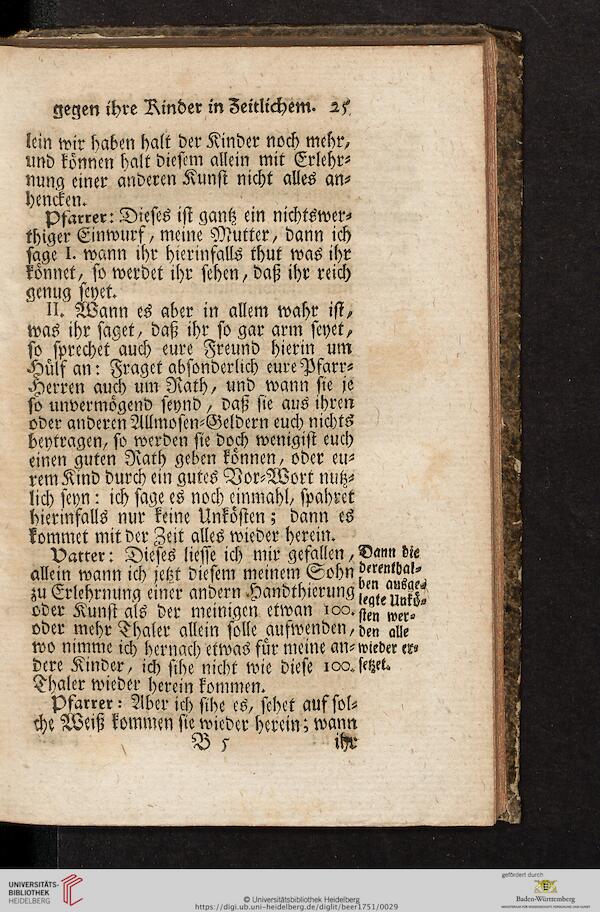 gegen ihre Kinder in Zeitlichem. 25
lein wir haben halt der Kinder noch mehr,
und können halt diesem allein mit Erlehr-
nung einer anderen Kunst nicht alles an-
hencken.
Pfarrer: Dieses ist gantz ein nichtswer-
thiger Einwurf, meine Mutter, dann ich
sage I. wann ihr hierinfalls thut was ihr
könnet, so werdet ihr sehen, daß ihr reich
genug seyet.
II. Wann es aber in allem wahr ist,
was ihr saget, daß ihr so gar arm seyet,
so sprechet auch eure Freund hierin um
Hülf an: Fraget absonderlich eure Pfarr-
Herren auch um Rath, und wann sie je
so unvermögend seynd, daß sie aus ihren
oder anderen Allmosen-Geldern euch nichts
beytragen, so werden sie doch wenigist euch
einen guten Rath geben können, oder eu-
rem Kind durch ein gutes Vor-Wort nutz-
lich seyn: ich sage es noch einmahl, spahret
hierinfalls nur keine Unkösten; dann es
kommet mit der Zeit alles wieder herein.
Vatter: Dieses liesse ich mir gefallen,
allein wann ich jetzt diesem meinem Sohn
zu Erlehrnung einer andern Handthierung
oder Kunst als der meinigen etwan 100.
oder mehr Thaler allein solle aufwenden,
wo nimme ich hernach etwas für meine an-
dere Kinder, ich sihe nicht wie diese 100.
Thaler wieder herein kommen.
Dann die
derenthal-
ben ausge-
legte Unkö-
sten wer-
den alle
wieder er-
setzet.
Pfarrer: Aber ich sihe es, sehet auf sol-
che Weiß kommen sie wieder herein; wann
B 5 ihr
UNIVERSITÄTS-
BIBLIOTHEK
HEIDELBERG
© Universitätsbibliothek Heidelberg
https://digi.ub.uni-heidelberg.de/diglit/beer1751/0029
gefördert durch
Baden-Württemberg
MINISTERIUM FÜR WISSENSCHAFT, FORSCHUNG UND KUNST